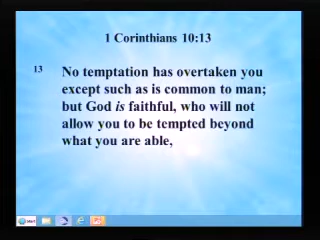 1 Corinthians 10:13
13 No temptation has overtaken you
except such as is common to man;
but God is faithful, who will not
allow you to be tempted beyond
what you are able,